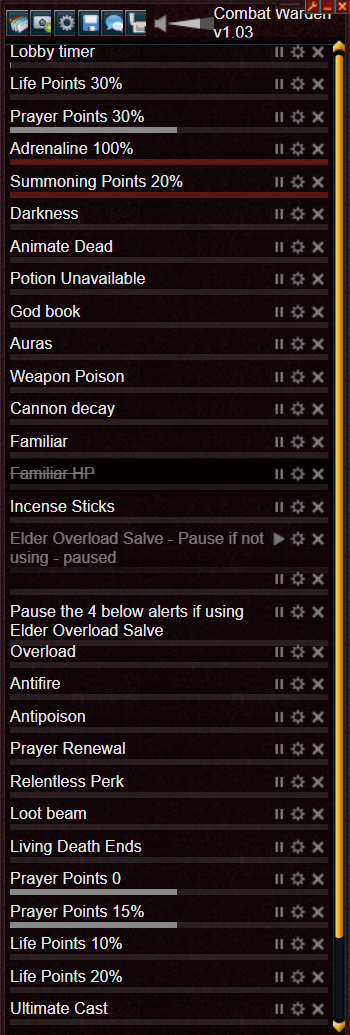 Combat Warden
v1.03
Lobby timer
Life Points 30%
Prayer Points 30%
Adrenaline 100%
Summoning Points 20%
Darkness
Animate Dead
Potion Unavailable
God book
Auras
Weapon Poison
Cannon decay
Familiar
Familiar HP
Incense Sticks
Elder Overload Salve - Pause if not
using - paused
Pause the 4 below alerts if using
Elder Overload Salve
Overload
Antifire
Antipoison
Prayer Renewal
Relentless Perk
Loot beam
Living Death Ends
Prayer Points 0
Prayer Points 15%
Life Points 10%
Life Points 20%
Ultimate Cast